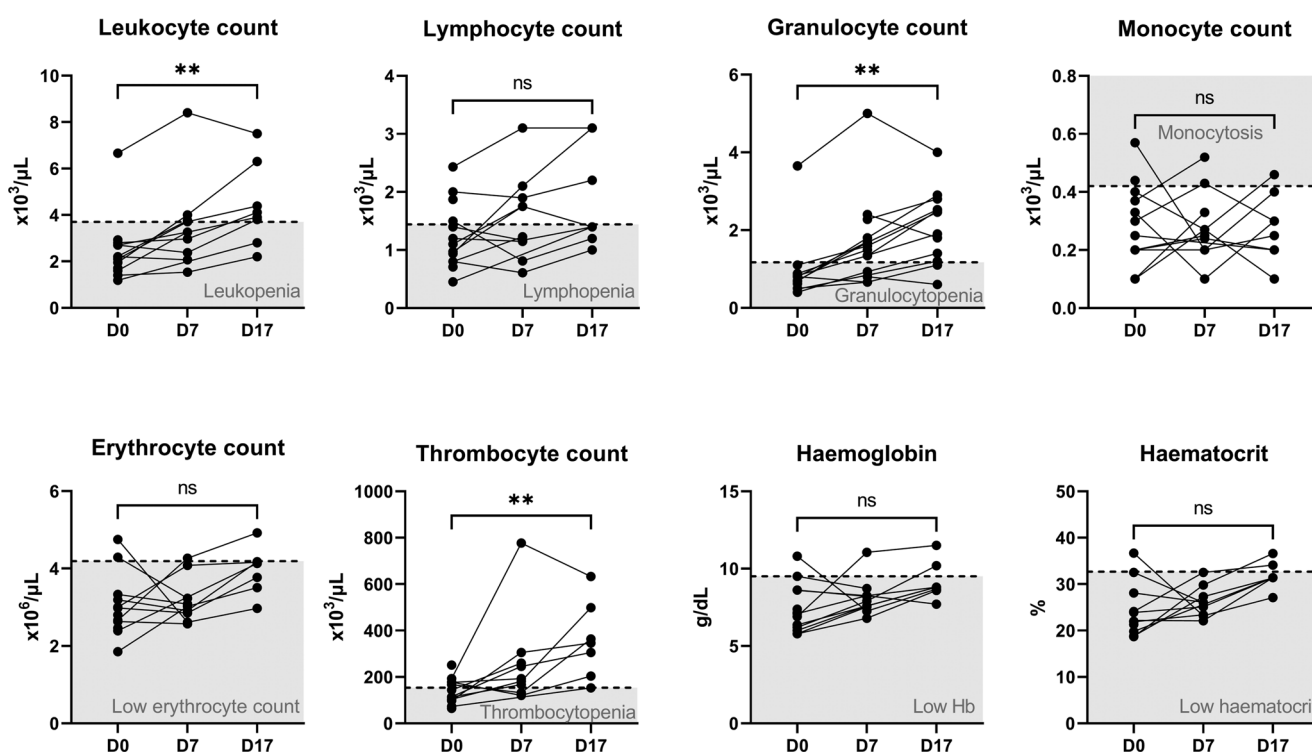 Leukocyte count
10
8
6
4
2
0
x10³/µL
**
Leukopenia
D0 D7 D17
Lymphocyte count
4
3
2
1
0
x10³/µL
ns
Lymphopenia
D0 D7 D17
Granulocyte count
6
4
2
0
x10³/µL
**
Granulocytopenia
D0 D7 D17
Monocyte count
0.8
0.6
0.4
0.2
0.0
x10³/µL
ns
Monocytosis
D0 D7 D17
Erythrocyte count
6
4
2
0
x10⁶/µL
ns
Low erythrocyte count
D0 D7 D17
Thrombocyte count
1000
800
600
400
200
0
x10³/µL
**
Thrombocytopenia
D0 D7 D17
Haemoglobin
15
10
5
0
g/dL
ns
Low Hb
D0 D7 D17
Haematocrit
50
40
30
20
10
0
%
ns
Low haematocri
D0 D7 D17